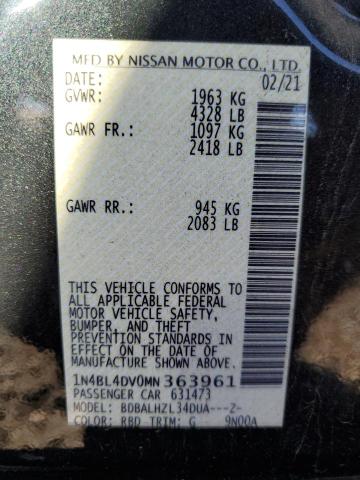 MFD BY NISSAN MOTOR CO., LTD.
DATE: 02/21
GVWR: 1963 KG
4328 LB
GAWR FR.: 1097 KG
2418 LB
GAWR RR.: 945 KG
2083 LB
THIS VEHICLE CONFORMS TO
ALL APPLICABLE FEDERAL
MOTOR VEHICLE SAFETY,
BUMPER, AND THEFT
PREVENTION STANDARDS IN
EFFECT ON THE DATE OF
MANUFACTURE SHOWN ABOVE.
1N4BL4DV0MN363961
PASSENGER CAR 631473
MODEL: BDBALHZL34DUA---2-
COLOR: RBD TRIM: G 9N00A